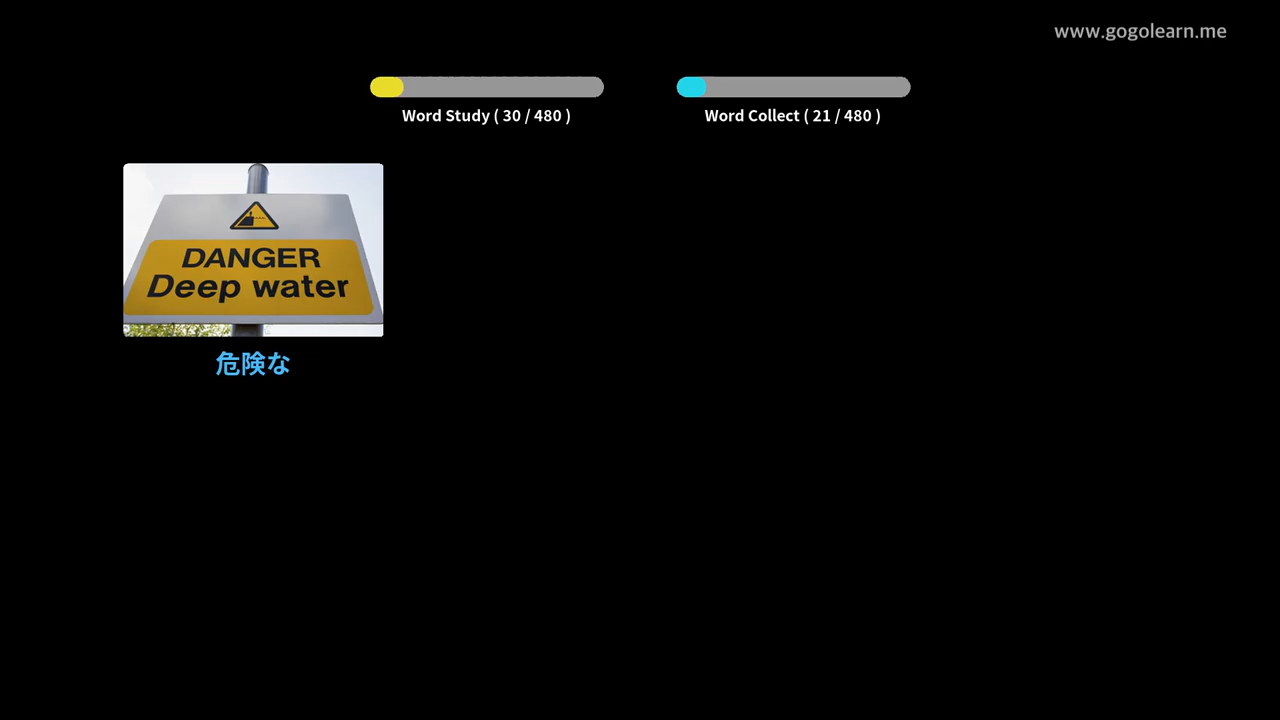 www.gogolearn.me
Word Study ( 30 / 480 )
Word Collect ( 21 / 480 )
DANGER
Deep water
危険な